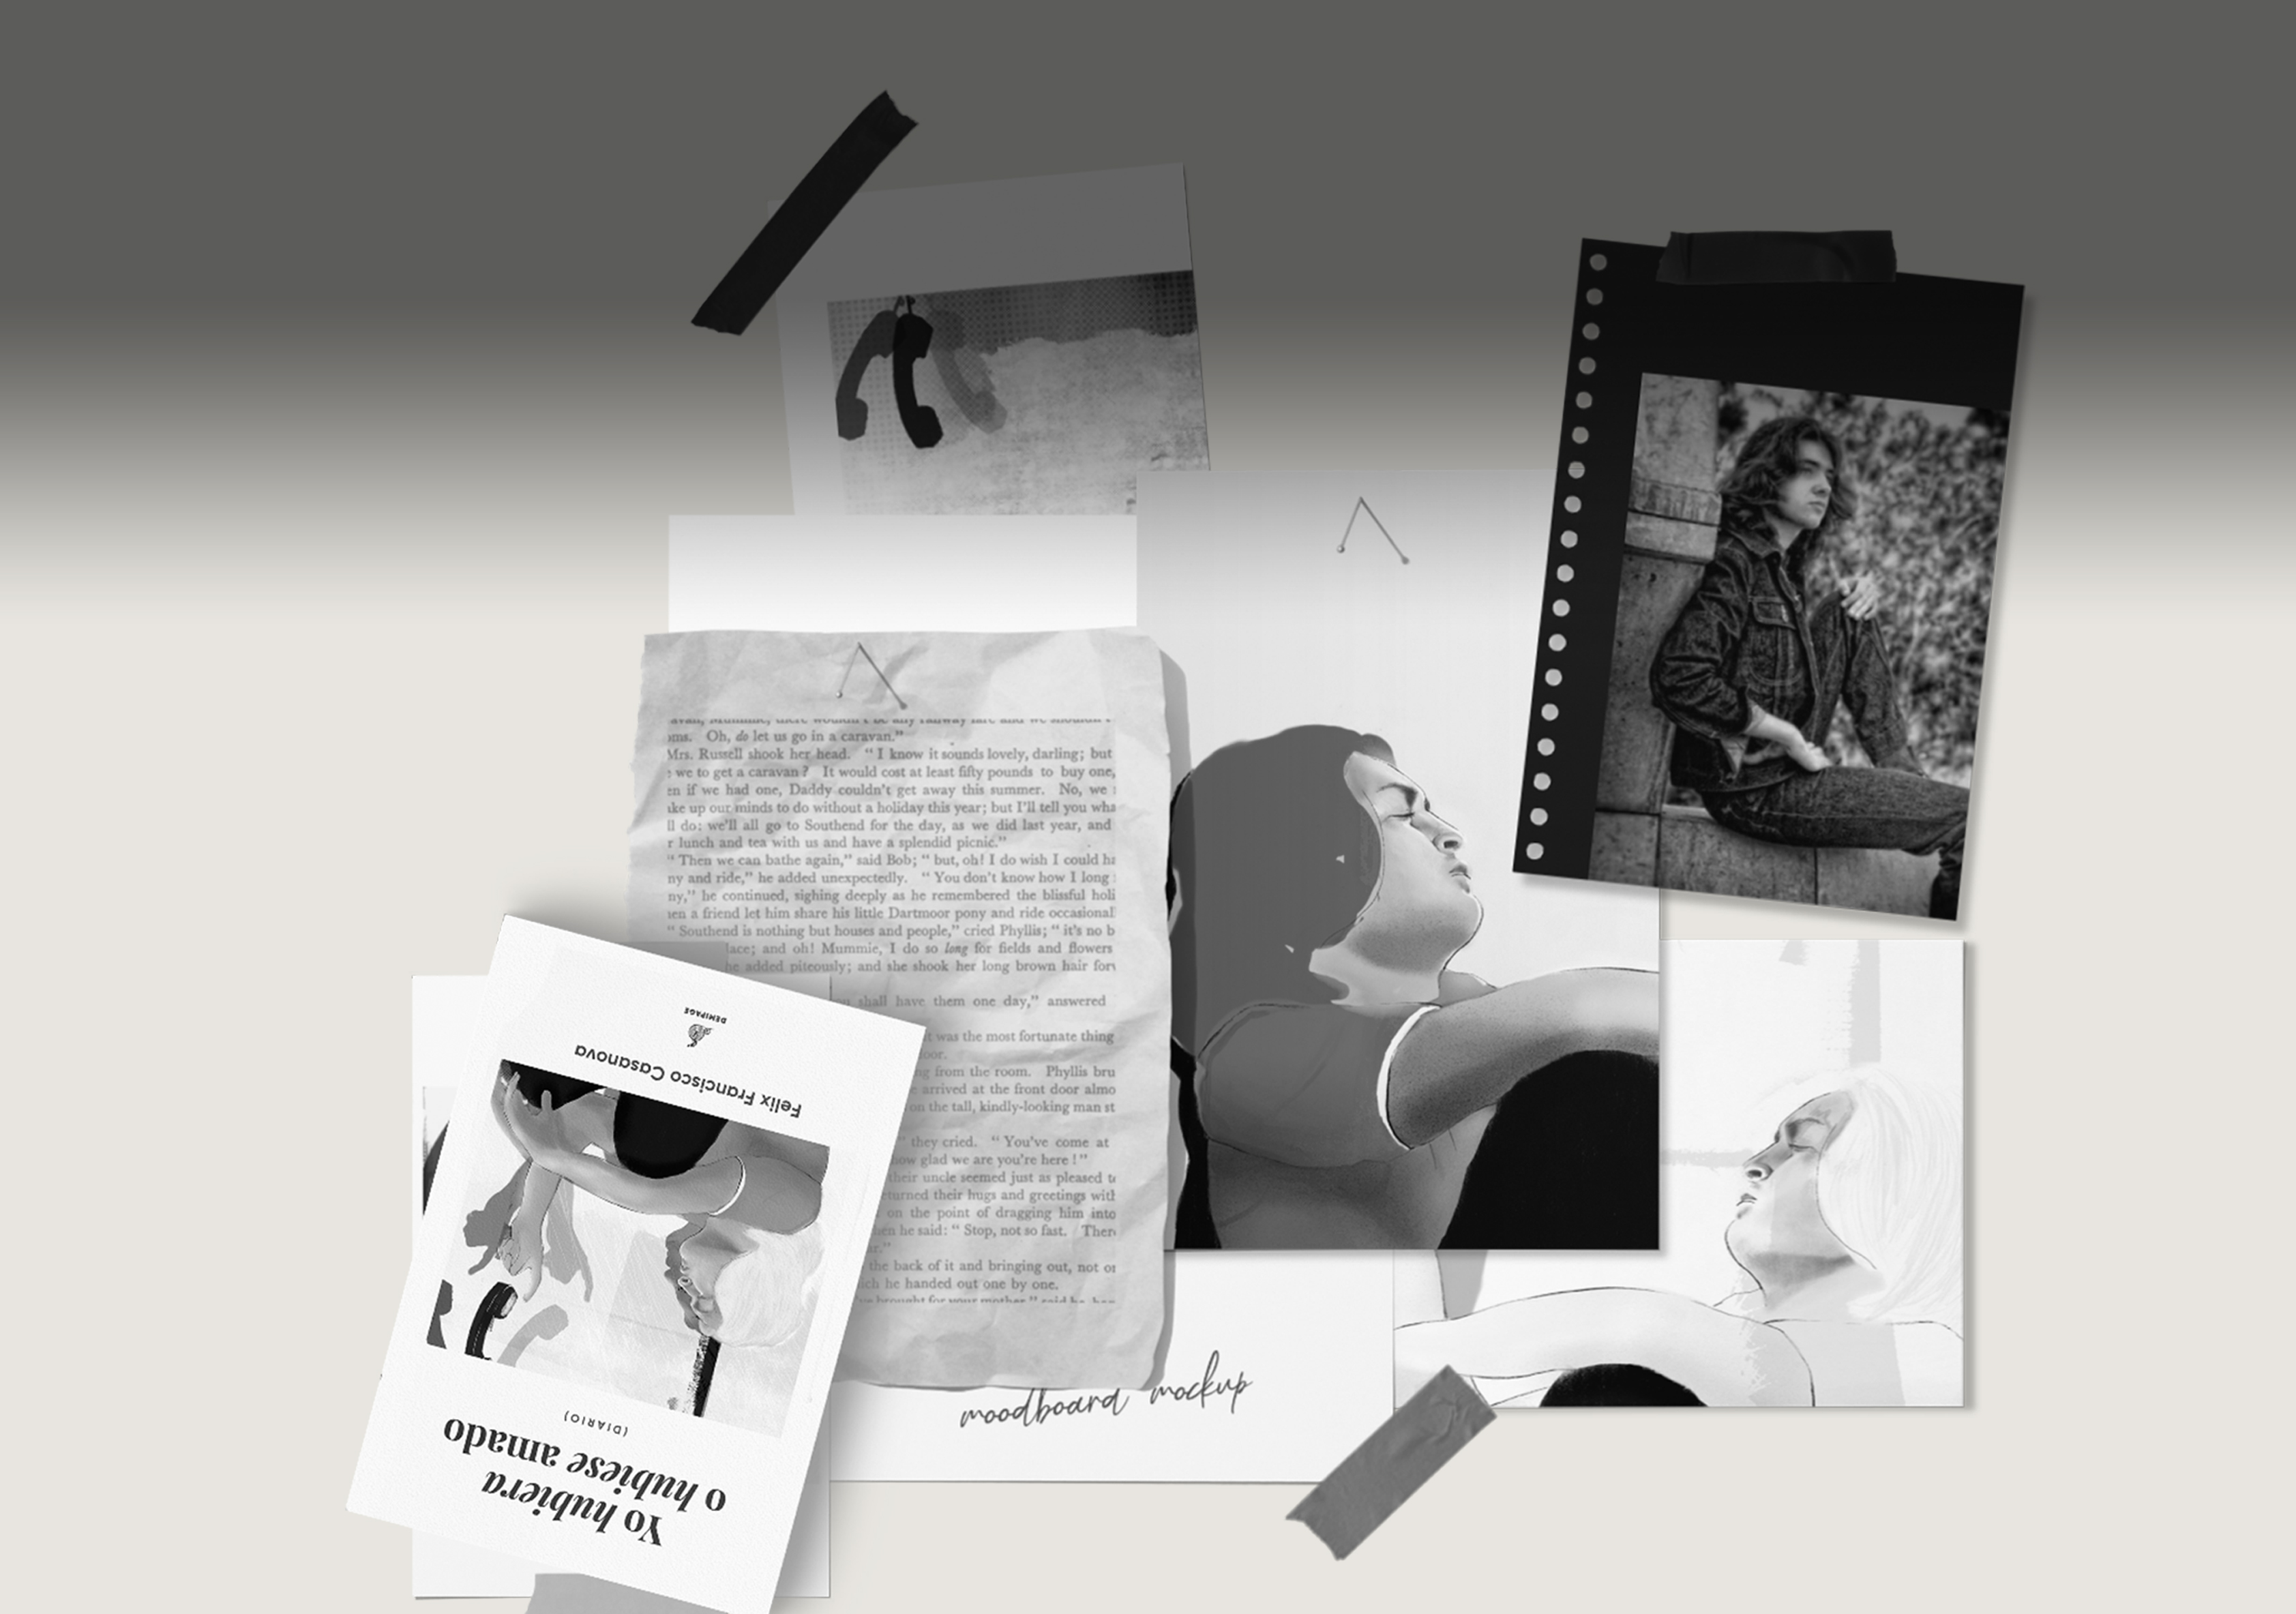 oms. Oh, do let us go in a caravan.”
Mrs. Russell shook her head. “ I know it sounds lovely, darling; but
we to get a caravan ? It would cost at least fifty pounds to buy one,
en if we had one, Daddy couldn’t get away this summer. No, we
ke up our minds to do without a holiday this year; but I’ll tell you wha
ll do: we’ll all go to Southend for the day, as we did last year, and
r lunch and tea with us and have a splendid picnic.”
“ Then we can bathe again,” said Bob; “ but, oh! I do wish I could ha
ny and ride,” he added unexpectedly. “ You don’t know how I long
ny,” he continued, sighing deeply as he remembered the blissful holi
en a friend let him share his little Dartmoor pony and ride occasional
“ Southend is nothing but houses and people,” cried Phyllis; “ it’s no b
lace; and oh! Mummie, I do so long for fields and flowers
he added piteously; and she shook her long brown hair forv
shall have them one day,” answered
it was the most fortunate thing
oor.
ng from the room. Phyllis bru
arrived at the front door almo
on the tall, kindly-looking man st
” they cried. “ You’ve come at
how glad we are you’re here ! ”
their uncle seemed just as pleased t
eturned their hugs and greetings with
on the point of dragging him into
en he said: “ Stop, not so fast. There
the back of it and bringing out, not or
ich he handed out one by one.
Yo hubiera
o hubiese amado
(DIARIO)
Felix Francisco Casanova
DEMIPAGE
moodboard mockup